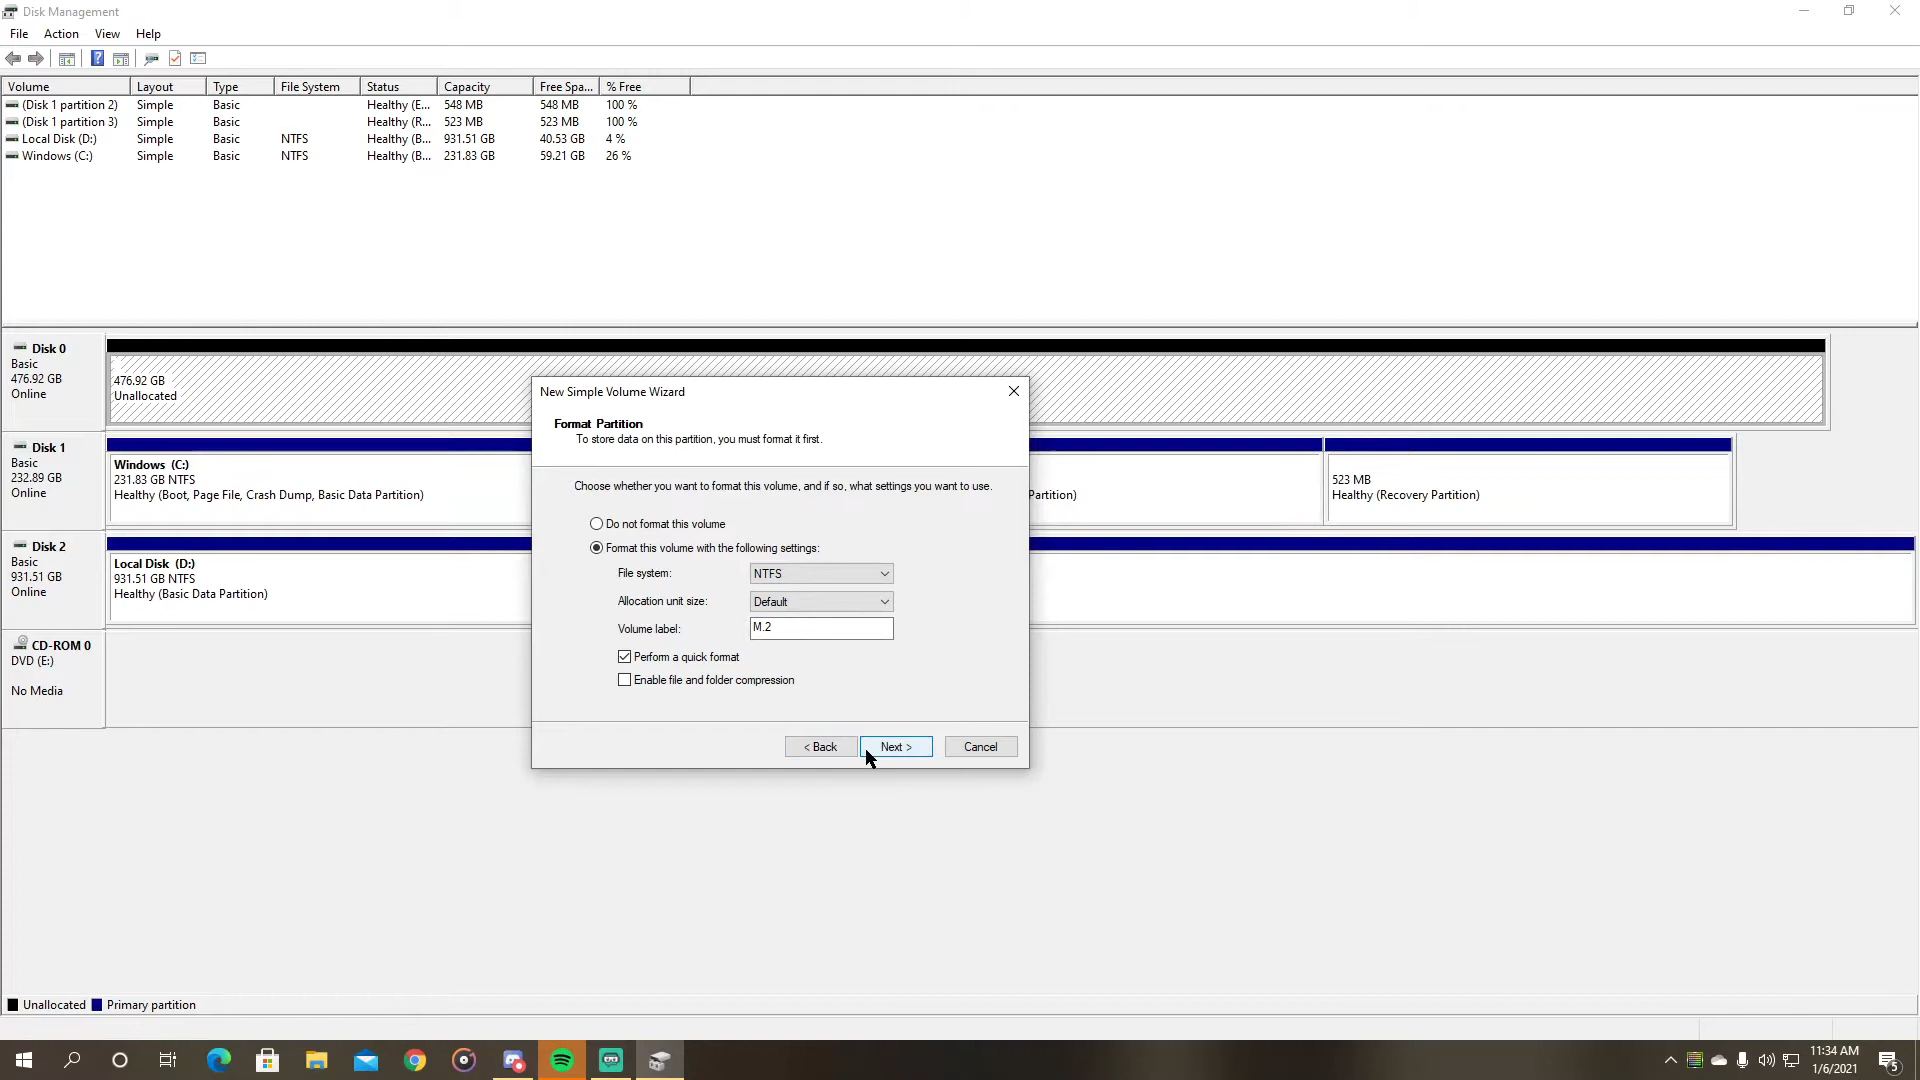 Disk Management
File Action View Help
Volume Layout Type File System Status Capacity Free Spa... % Free
(Disk 1 partition 2) Simple Basic Healthy (E... 548 MB 548 MB 100 %
(Disk 1 partition 3) Simple Basic Healthy (R... 523 MB 523 MB 100 %
Local Disk (D:) Simple Basic NTFS Healthy (B... 931.51 GB 40.53 GB 4 %
Windows (C:) Simple Basic NTFS Healthy (B... 231.83 GB 59.21 GB 26 %
Disk 0
Basic
476.92 GB
Online
476.92 GB
Unallocated
Disk 1
Basic
232.89 GB
Online
Windows (C:)
231.83 GB NTFS
Healthy (Boot, Page File, Crash Dump, Basic Data Partition)
Partition)
523 MB
Healthy (Recovery Partition)
Disk 2
Basic
931.51 GB
Online
Local Disk (D:)
931.51 GB NTFS
Healthy (Basic Data Partition)
CD-ROM 0
DVD (E:)
No Media
New Simple Volume Wizard
Format Partition
To store data on this partition, you must format it first.
Choose whether you want to format this volume, and if so, what settings you want to use.
Do not format this volume
Format this volume with the following settings:
File system: NTFS
Allocation unit size: Default
Volume label: M.2
Perform a quick format
Enable file and folder compression
< Back Next > Cancel
Unallocated Primary partition
11:34 AM
1/6/2021
5